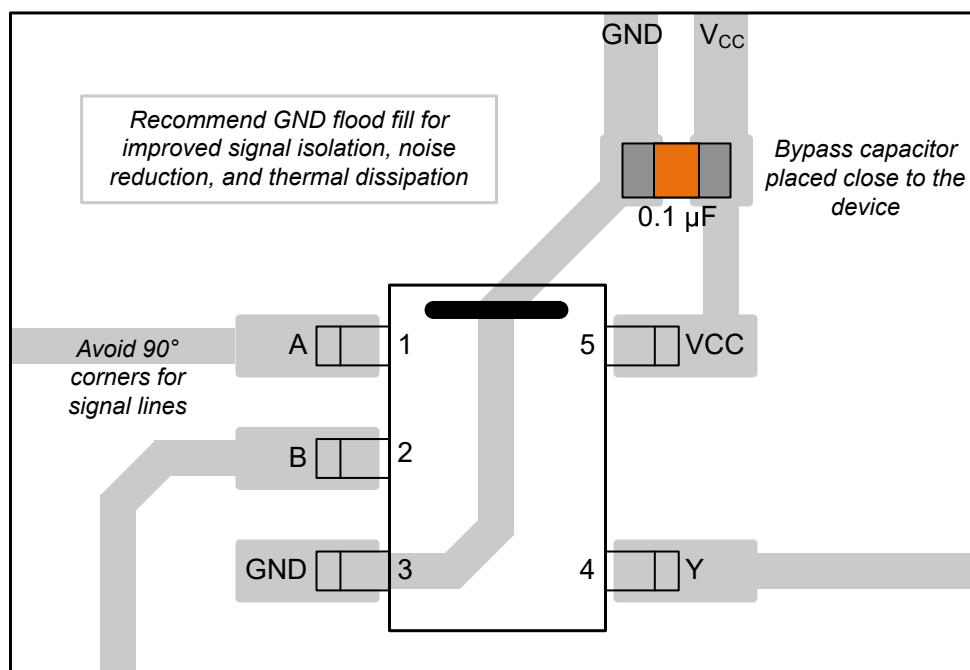 GND
VCC
Recommend GND flood fill for
improved signal isolation, noise
reduction, and thermal dissipation
Bypass capacitor
placed close to the
device
0.1 µF
A
1
5
VCC
Avoid 90°
corners for
signal lines
B
2
GND
3
4
Y